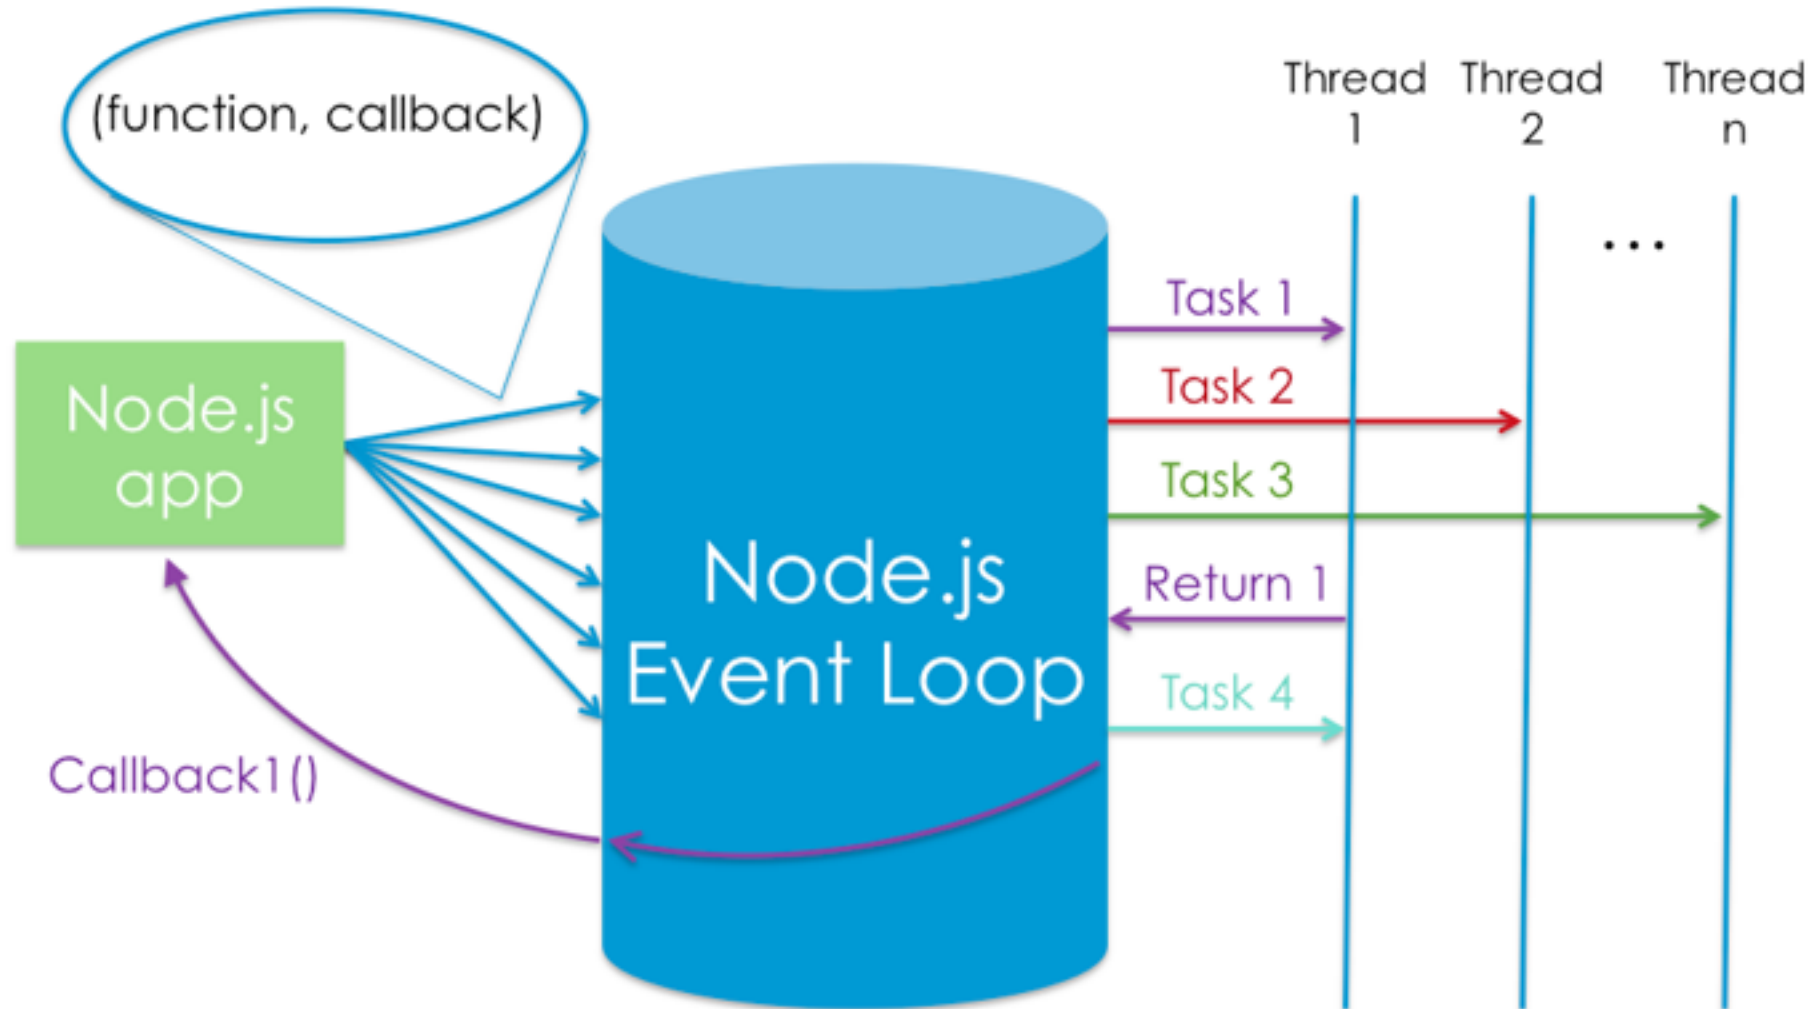 (function, callback)
Thread Thread Thread
1 2 n
...
Task 1
Task 2
Node.js
app
Task 3
Node.js
Event Loop
Return 1
Task 4
Callback1()